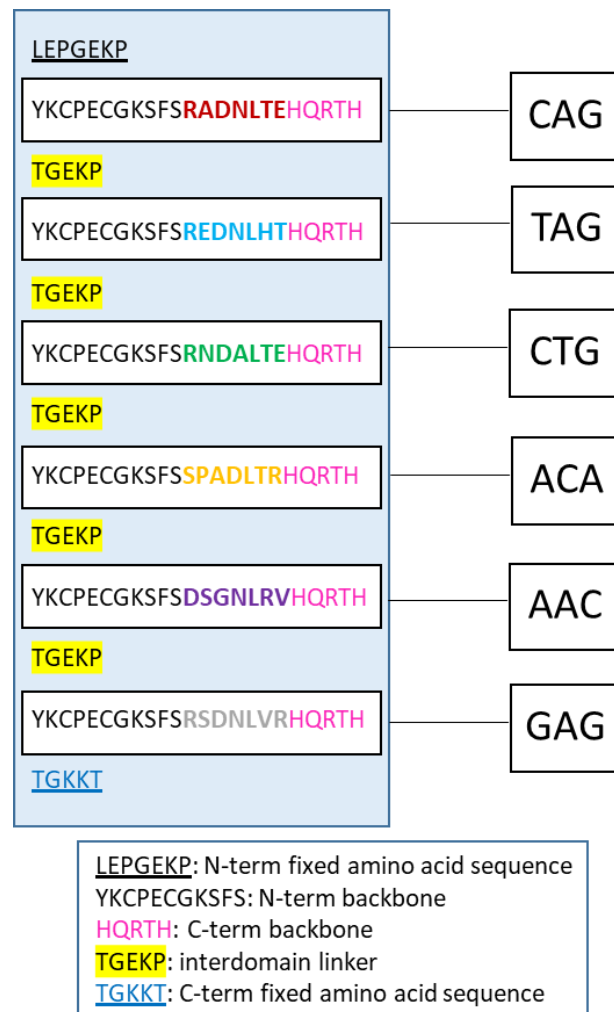 LEPGEKP
YKCPECGKSFSRADNLTEHQRTH CAG
TGEKP
YKCPECGKSFSREDNLHTHQRTH TAG
TGEKP
YKCPECGKSFSRNDALTEHQRTH CTG
TGEKP
YKCPECGKSFSSPADLTRHQRTH ACA
TGEKP
YKCPECGKSFSDSGNLRVHQRTH AAC
TGEKP
YKCPECGKSFSRSDNLVRHQRTH GAG
TGKKT
LEPGEKP: N-term fixed amino acid sequence
YKCPECGKSFS: N-term backbone
HQRTH: C-term backbone
TGEKP: interdomain linker
TGKKT: C-term fixed amino acid sequence